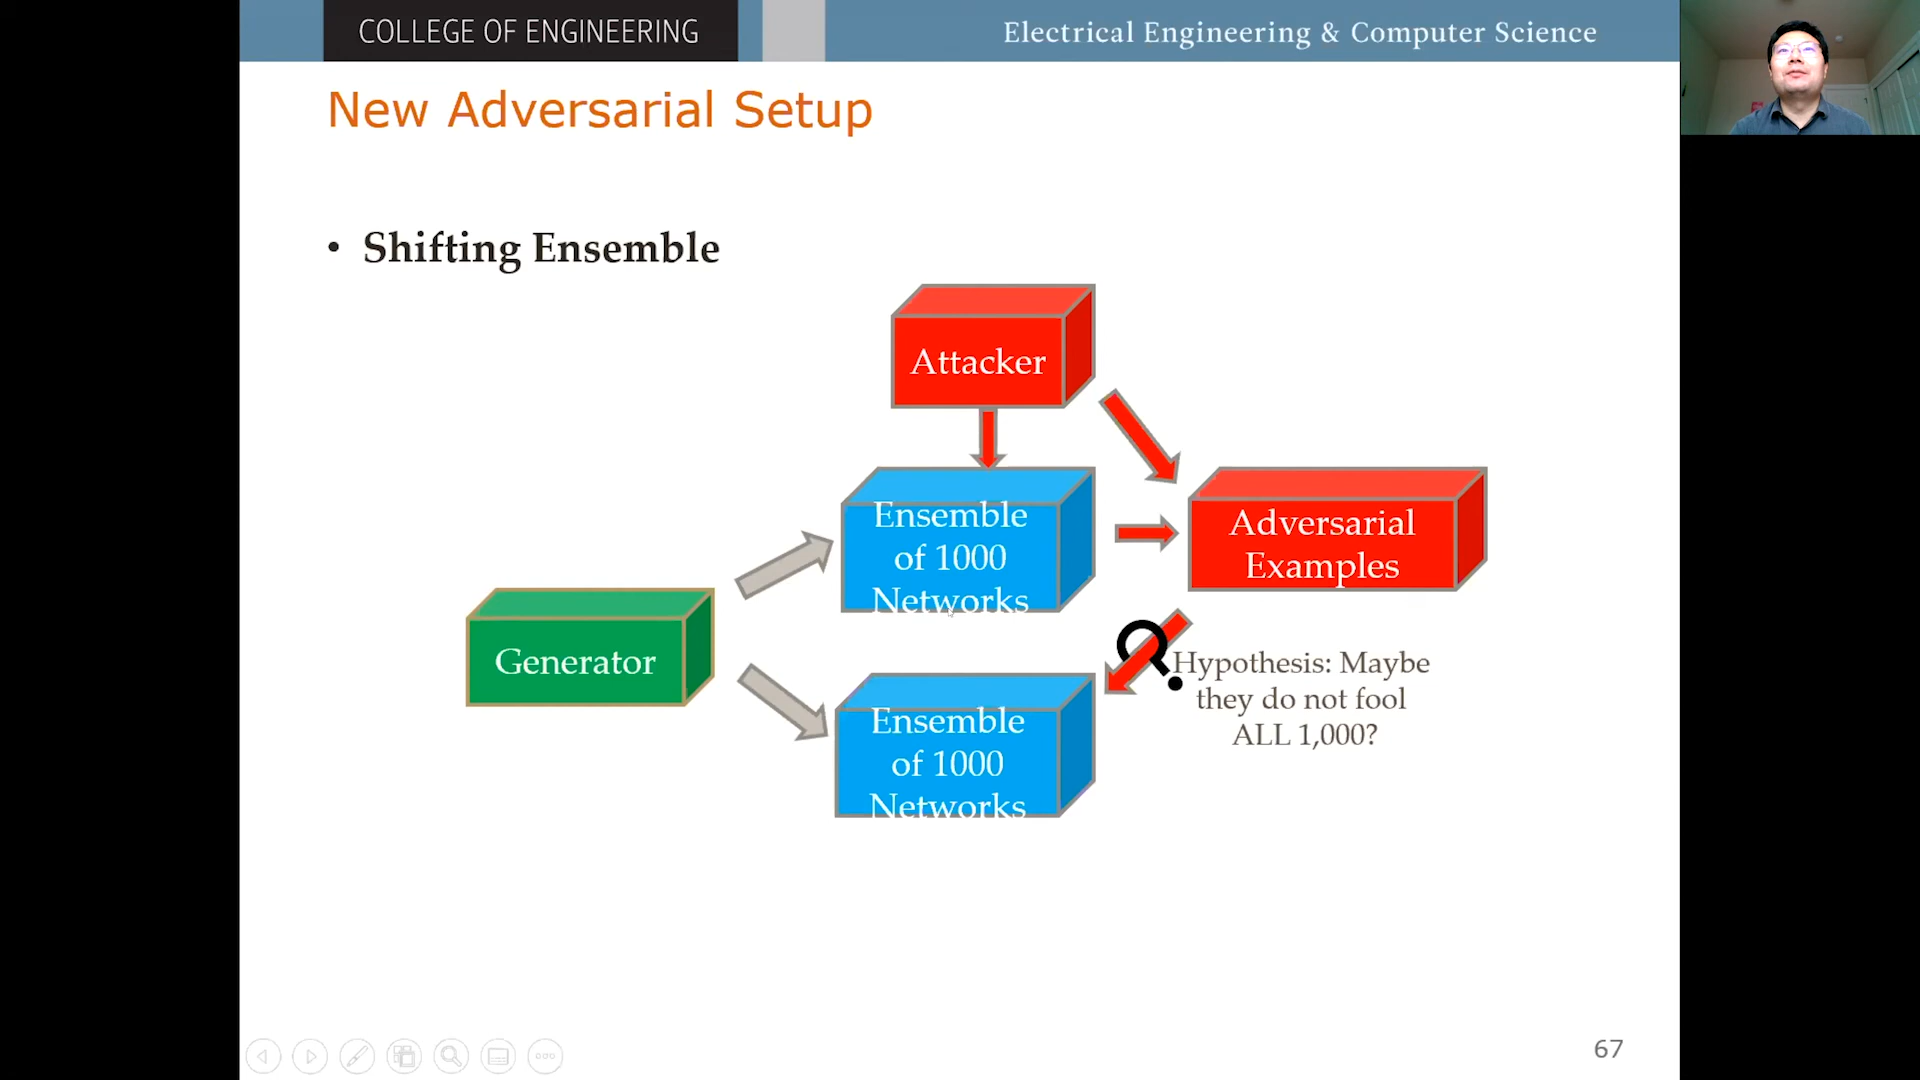 COLLEGE OF ENGINEERING
Electrical Engineering & Computer Science
New Adversarial Setup
• Shifting Ensemble
Attacker
Ensemble
of 1000
Networks
Adversarial
Examples
Generator
?
Hypothesis: Maybe
they do not fool
ALL 1,000?
Ensemble
of 1000
Networks
67